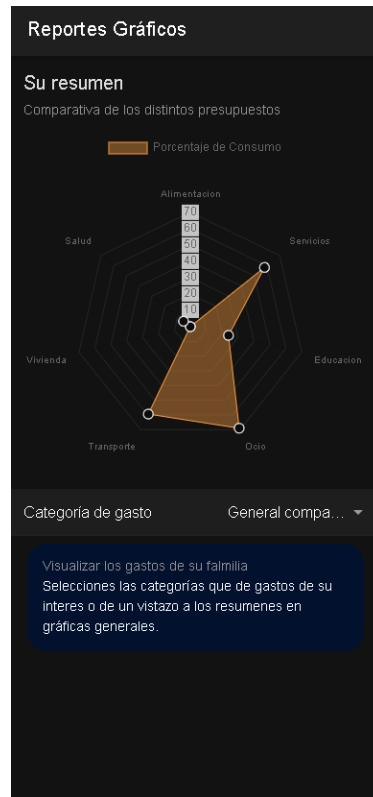 Reportes Gráficos
Su resumen
Comparativa de los distintos presupuestos
Porcentaje de Consumo
Alimentacion
70
60
50
40
30
20
10
Salud
Servicios
Vivienda
Educacion
Transporte
Ocio
Categoría de gasto
General compa...
Visualizar los gastos de su falmilia
Selecciones las categorías que de gastos de su
interes o de un vistazo a los resumenes en
gráficas generales.